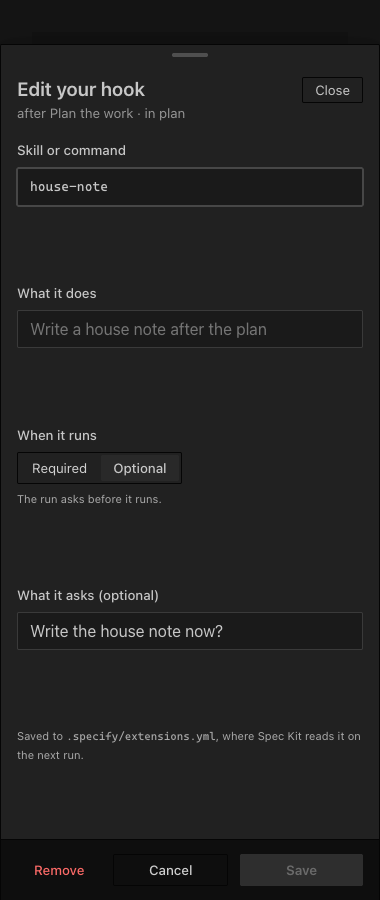 Edit your hook
Close
after Plan the work · in plan
Skill or command
house-note
What it does
Write a house note after the plan
When it runs
Required
Optional
The run asks before it runs.
What it asks (optional)
Write the house note now?
Saved to .specify/extensions.yml, where Spec Kit reads it on
the next run.
Remove
Cancel
Save